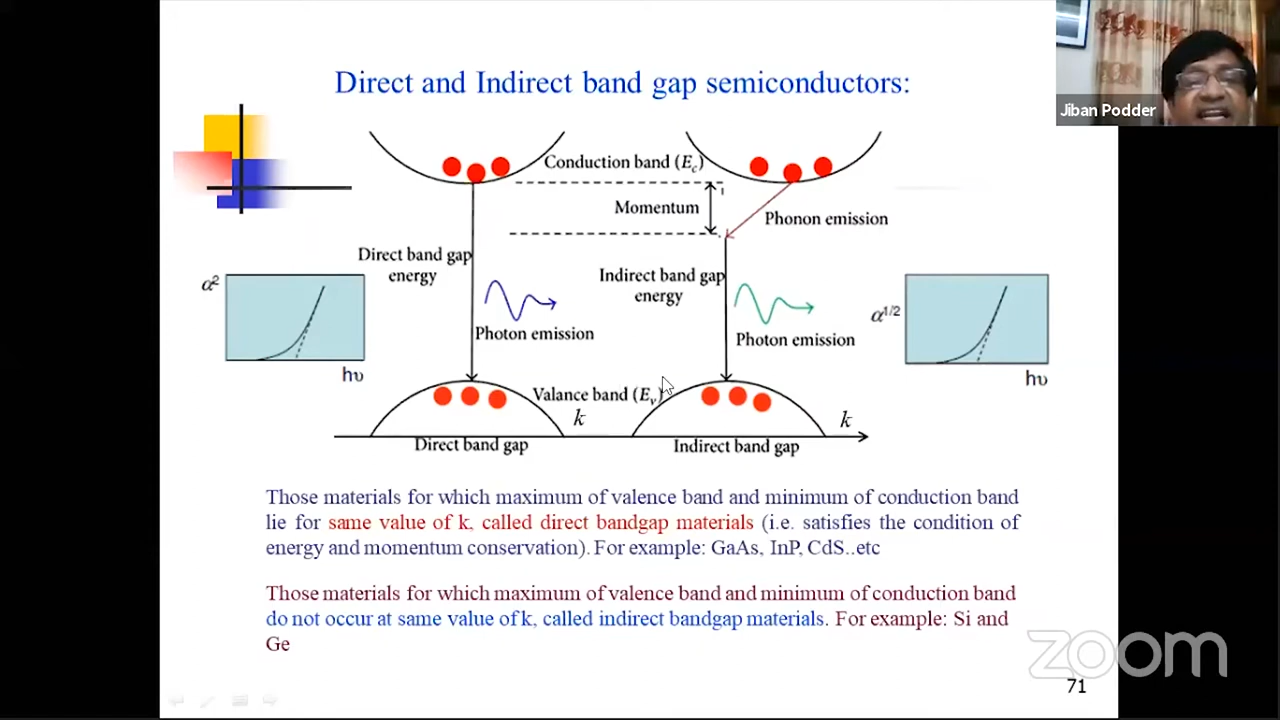 Direct and Indirect band gap semiconductors:
Jiban Podder
Conduction band (Ec)
Momentum
Phonon emission
Direct band gap
energy
Indirect band gap
energy
α²
hυ
Photon emission
Photon emission
α1/2
hυ
Valance band (Ev)
k
k
Direct band gap
Indirect band gap
Those materials for which maximum of valence band and minimum of conduction band
lie for same value of k, called direct bandgap materials (i.e. satisfies the condition of
energy and momentum conservation). For example: GaAs, InP, CdS..etc
Those materials for which maximum of valence band and minimum of conduction band
do not occur at same value of k, called indirect bandgap materials. For example: Si and
Ge
zoom
71